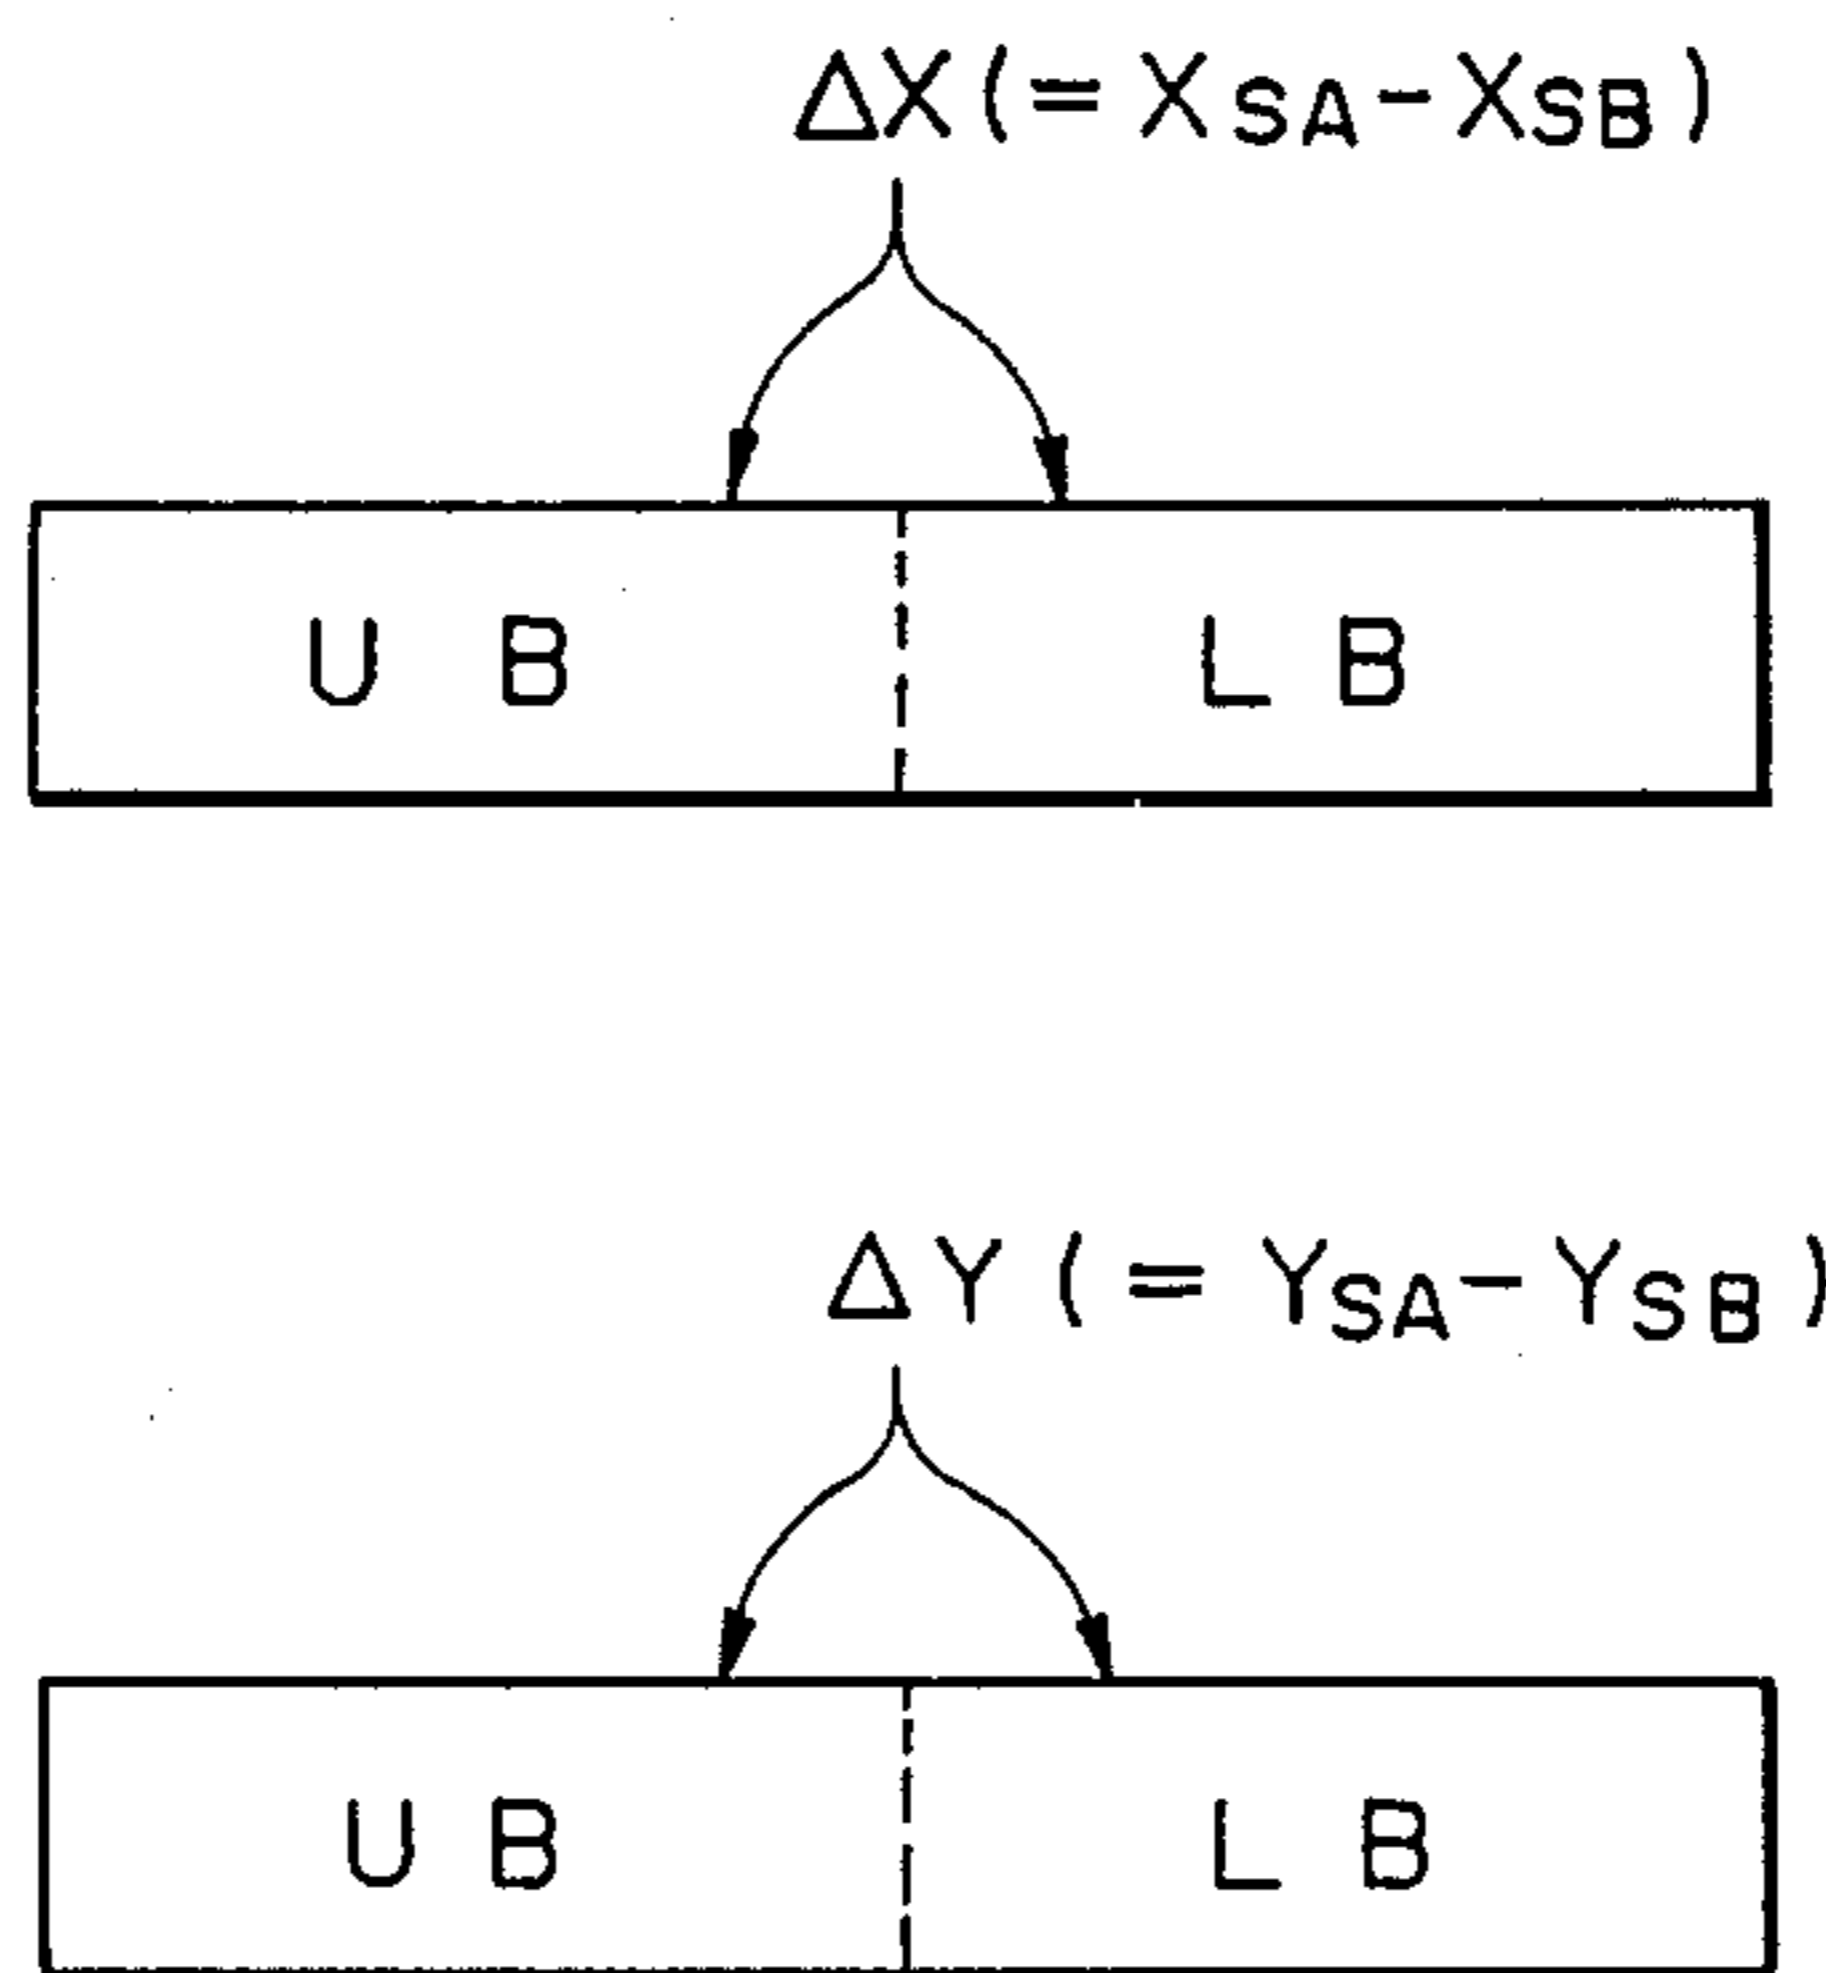 ΔX (= XSA - XSB)
UB LB
ΔY (= YSA - YSB)
UB LB